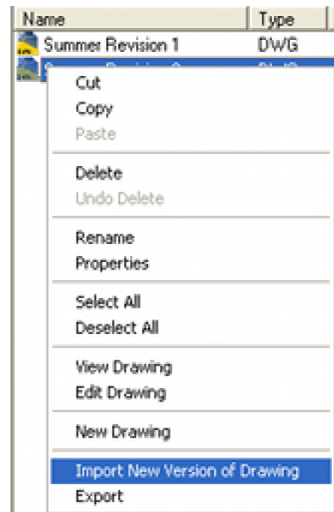 Name Type
Summer Revision 1 DWG
Cut
Copy
Paste
Delete
Undo Delete
Rename
Properties
Select All
Deselect All
View Drawing
Edit Drawing
New Drawing
Import New Version of Drawing
Export